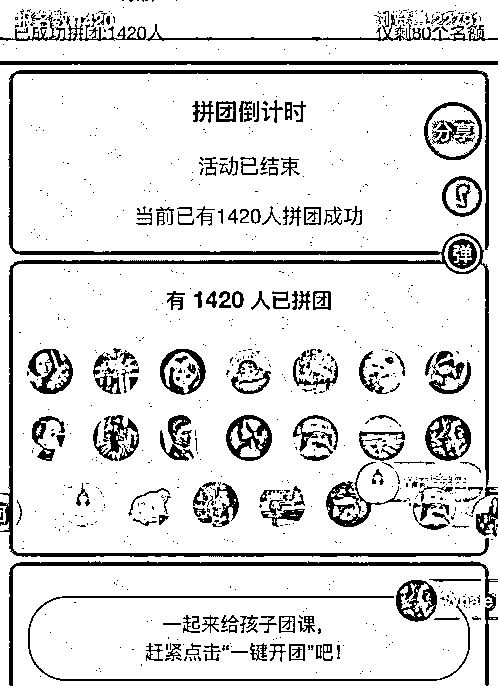 报名数:1420
浏览量:22791
已成功拼团:1420人
仅剩80个名额
拼团倒计时
分享
活动已结束
当前已有1420人拼团成功
弹
有 1420 人已拼团
一起来给孩子团课,
赶紧点击“一键开团”吧!